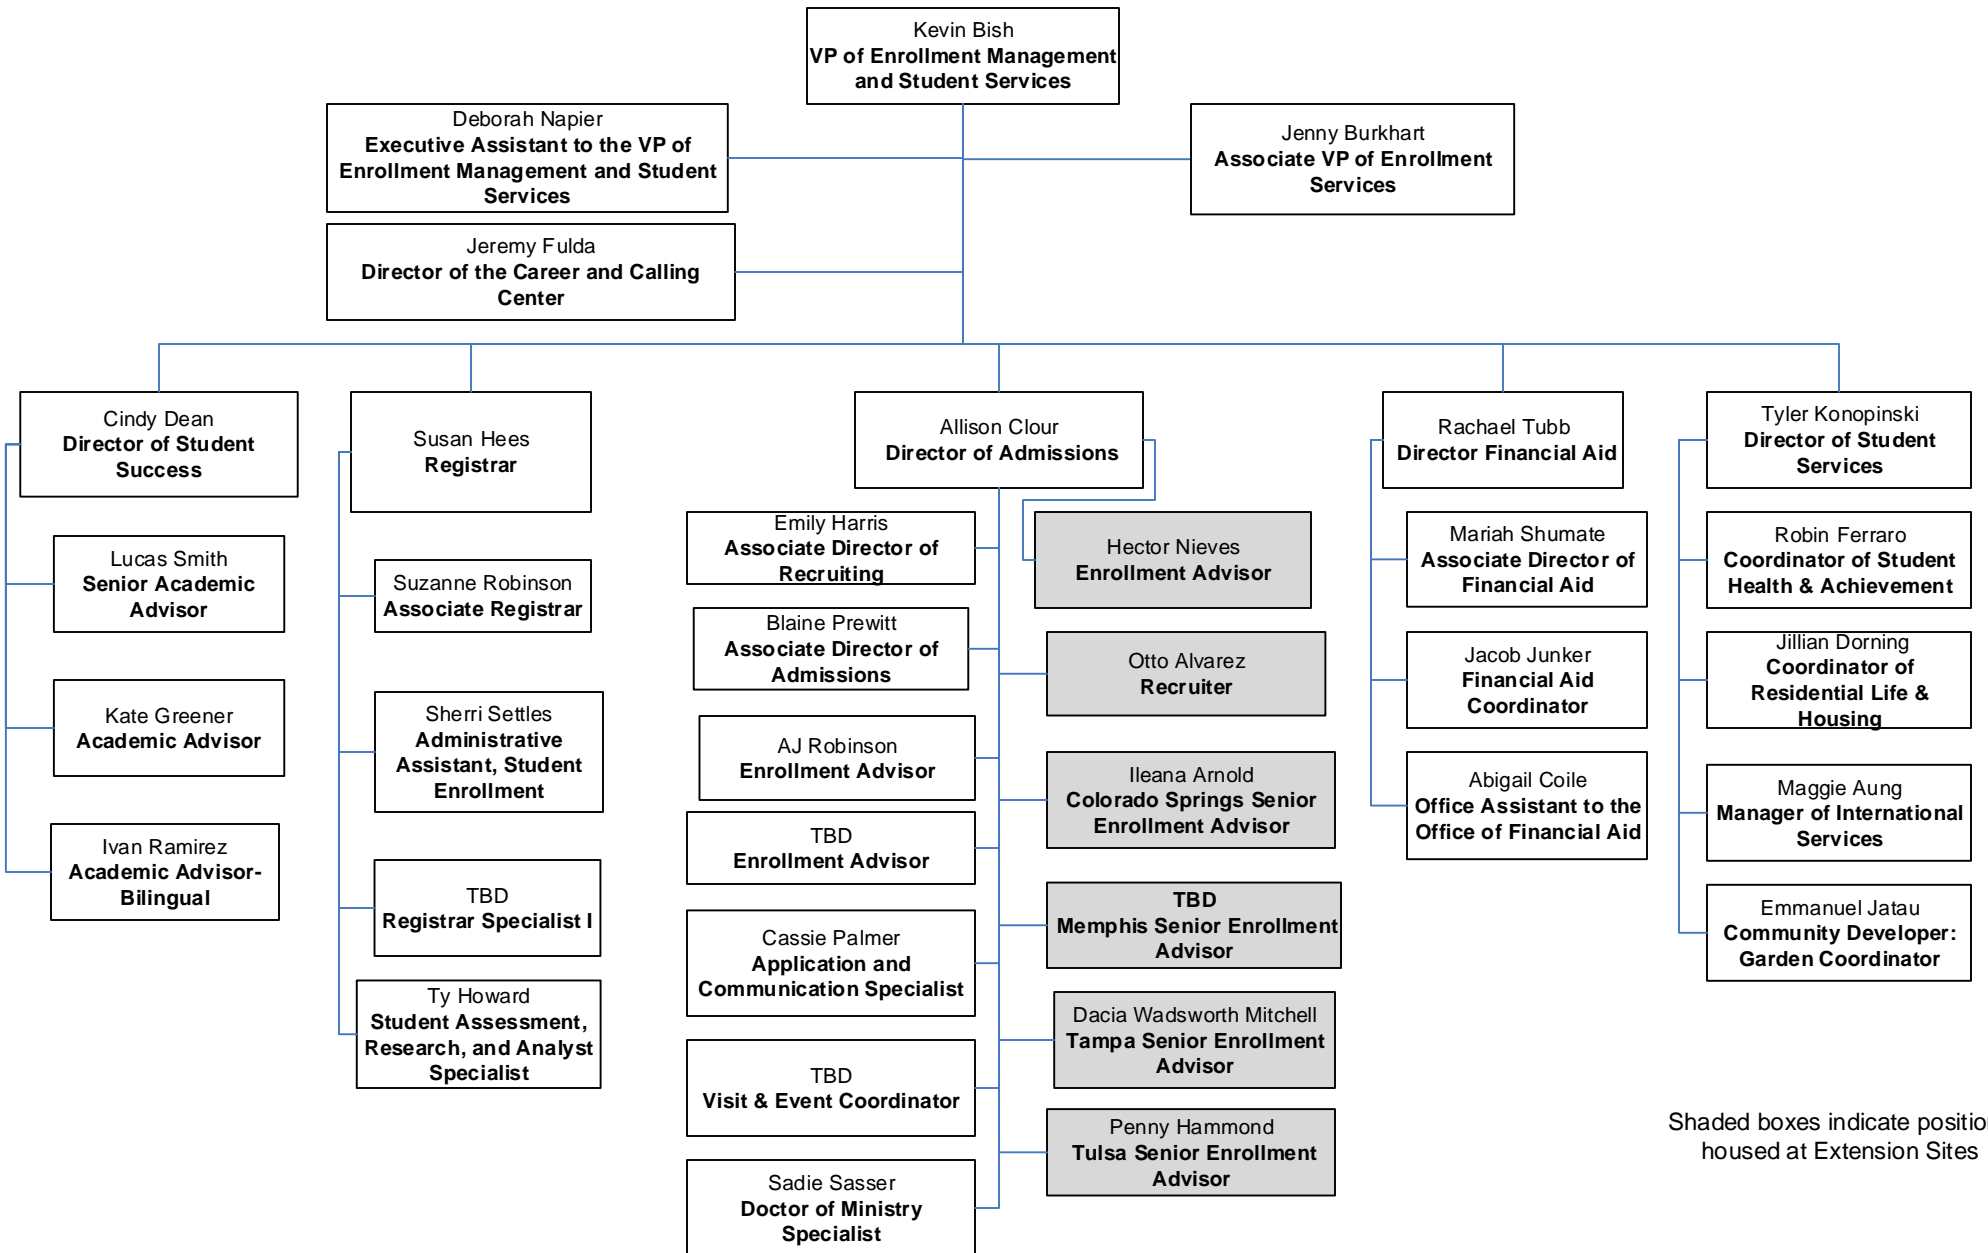 Kevin Bish
VP of Enrollment Management
and Student Services
Deborah Napier
Executive Assistant to the VP of
Enrollment Management and Student
Services
Jenny Burkhart
Associate VP of Enrollment
Services
Jeremy Fulda
Director of the Career and Calling
Center
Cindy Dean
Director of Student
Success
Lucas Smith
Senior Academic
Advisor
Kate Greener
Academic Advisor
Ivan Ramirez
Academic Advisor-
Bilingual
Susan Hees
Registrar
Suzanne Robinson
Associate Registrar
Sherri Settles
Administrative
Assistant, Student
Enrollment
TBD
Registrar Specialist I
Ty Howard
Student Assessment,
Research, and Analyst
Specialist
Allison Clour
Director of Admissions
Emily Harris
Associate Director of
Recruiting
Blaine Prewitt
Associate Director of
Admissions
AJ Robinson
Enrollment Advisor
TBD
Enrollment Advisor
Cassie Palmer
Application and
Communication Specialist
TBD
Visit & Event Coordinator
Sadie Sasser
Doctor of Ministry
Specialist
Hector Nieves
Enrollment Advisor
Otto Alvarez
Recruiter
Ileana Arnold
Colorado Springs Senior
Enrollment Advisor
TBD
Memphis Senior Enrollment
Advisor
Dacia Wadsworth Mitchell
Tampa Senior Enrollment
Advisor
Penny Hammond
Tulsa Senior Enrollment
Advisor
Rachael Tubb
Director Financial Aid
Mariah Shumate
Associate Director of
Financial Aid
Jacob Junker
Financial Aid
Coordinator
Abigail Coile
Office Assistant to the
Office of Financial Aid
Tyler Konopinski
Director of Student
Services
Robin Ferraro
Coordinator of Student
Health & Achievement
Jillian Dorning
Coordinator of
Residential Life &
Housing
Maggie Aung
Manager of International
Services
Emmanuel Jatau
Community Developer:
Garden Coordinator
Shaded boxes indicate position
housed at Extension Sites